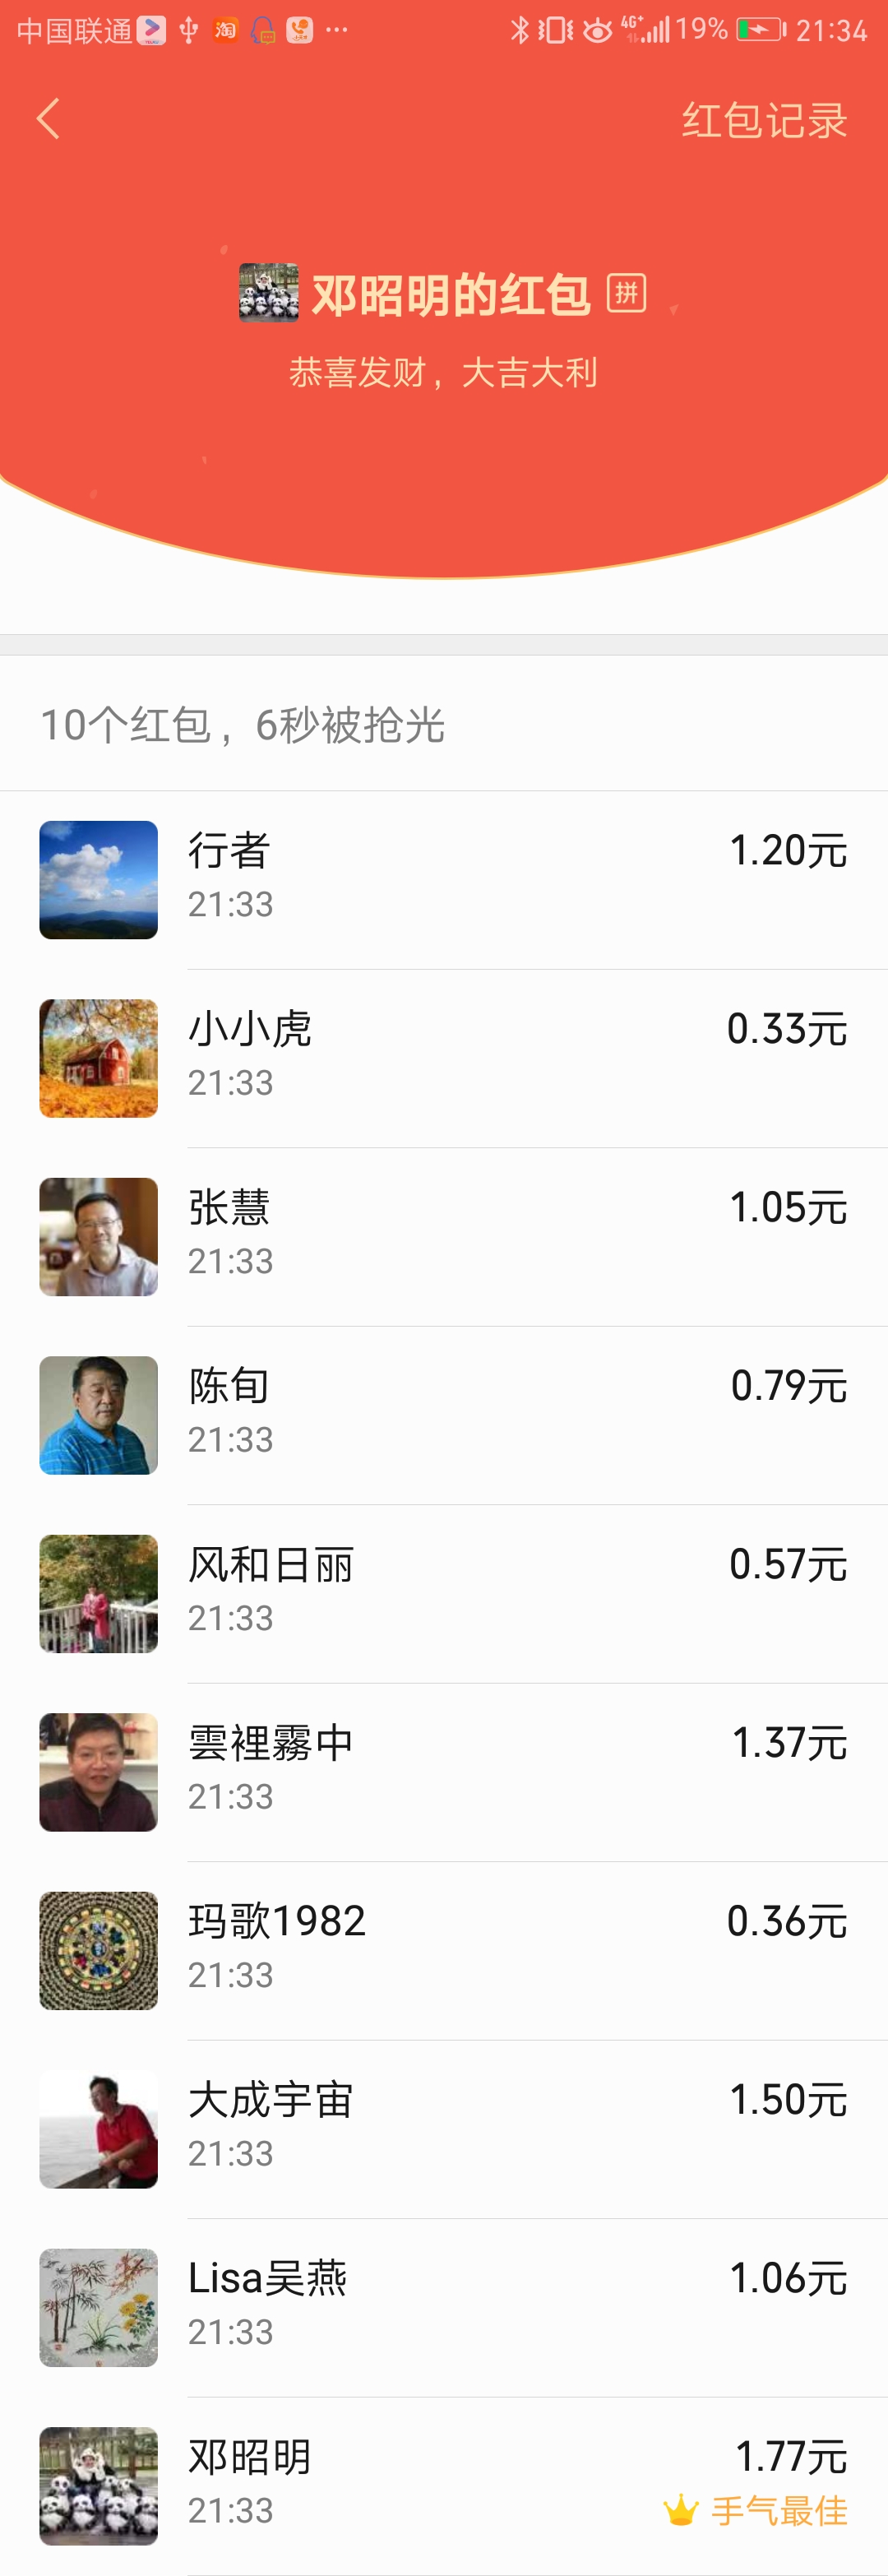 中国联通 淘 4G+ 19% 21:34
红包记录
邓昭明的红包 拼
恭喜发财，大吉大利
10个红包，6秒被抢光
行者 1.20元
21:33
小小虎 0.33元
21:33
张慧 1.05元
21:33
陈旬 0.79元
21:33
风和日丽 0.57元
21:33
雲裡霧中 1.37元
21:33
玛歌1982 0.36元
21:33
大成宇宙 1.50元
21:33
Lisa吴燕 1.06元
21:33
邓昭明 1.77元
21:33 手气最佳